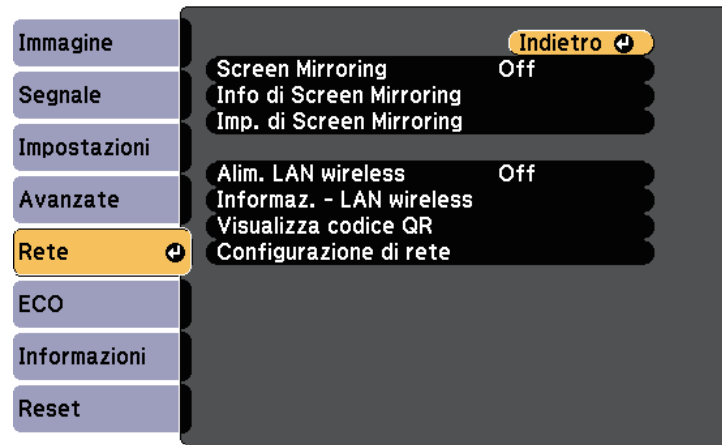 Immagine
Segnale
Impostazioni
Avanzate
Rete
ECO
Informazioni
Reset
Indietro
Screen Mirroring Off
Info di Screen Mirroring
Imp. di Screen Mirroring
Alim. LAN wireless Off
Informaz. - LAN wireless
Visualizza codice QR
Configurazione di rete